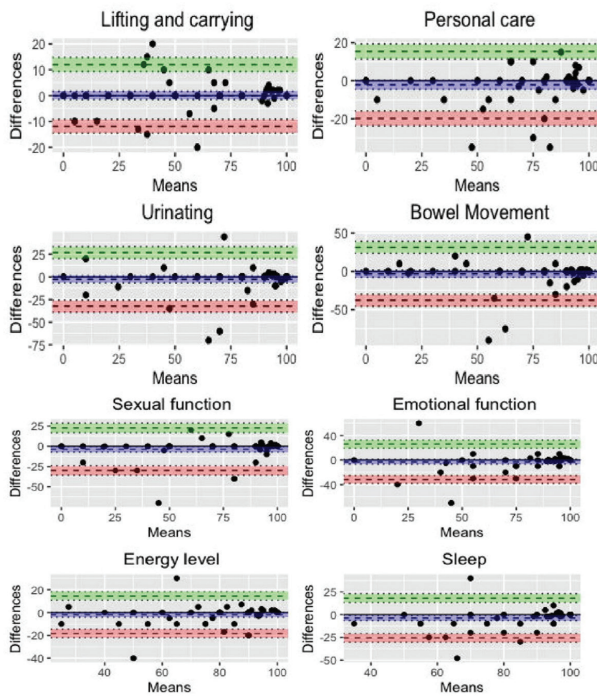 Lifting and carrying
Differences
20
10
0
-10
-20
0
25
50
75
100
Means
Personal care
Differences
20
0
-20
0
25
50
75
100
Means
Urinating
Differences
25
0
-25
-50
-75
0
25
50
75
100
Means
Bowel Movement
Differences
50
0
-50
0
25
50
75
100
Means
Sexual function
Differences
25
0
-25
-50
0
25
50
75
100
Means
Emotional function
Differences
40
0
-40
0
25
50
75
100
Means
Energy level
Differences
20
0
-20
-40
40
60
80
100
Means
Sleep
Differences
25
0
-25
-50
40
60
80
100
Means